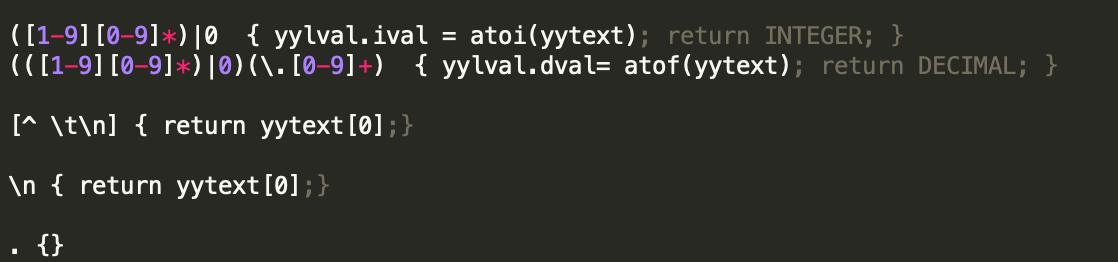 ([1-9][0-9]*)|0  { yylval.ival = atoi(yytext); return INTEGER; }
(([1-9][0-9]*)|0)(\.[0-9]+)  { yylval.dval= atof(yytext); return DECIMAL; }
[^ \t\n] { return yytext[0];}
\n { return yytext[0];}
. {}